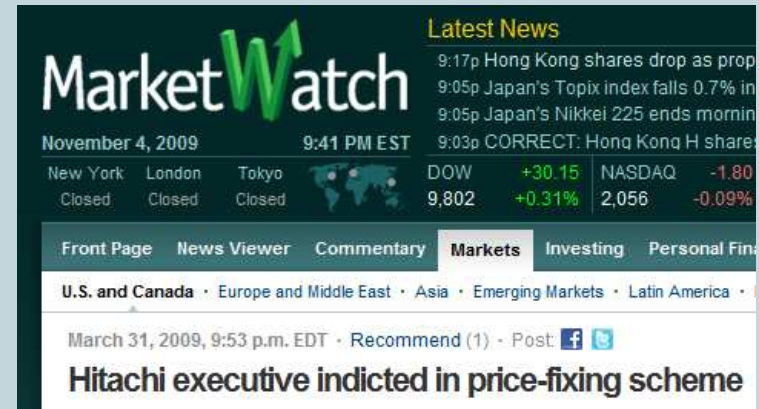 MarketWatch
November 4, 2009 9:41 PM EST
New York London Tokyo
Closed Closed Closed
Latest News
9:17p Hong Kong shares drop as prop
9:05p Japan's Topix index falls 0.7% in
9:05p Japan's Nikkei 225 ends mornin
9:03p CORRECT: Hong Kong H shares
DOW +30.15 NASDAQ -1.80
9,802 +0.31% 2,056 -0.09%
Front Page News Viewer Commentary Markets Investing Personal Fina
U.S. and Canada · Europe and Middle East · Asia · Emerging Markets · Latin America ·
March 31, 2009, 9:53 p.m. EDT · Recommend (1) · Post:
Hitachi executive indicted in price-fixing scheme